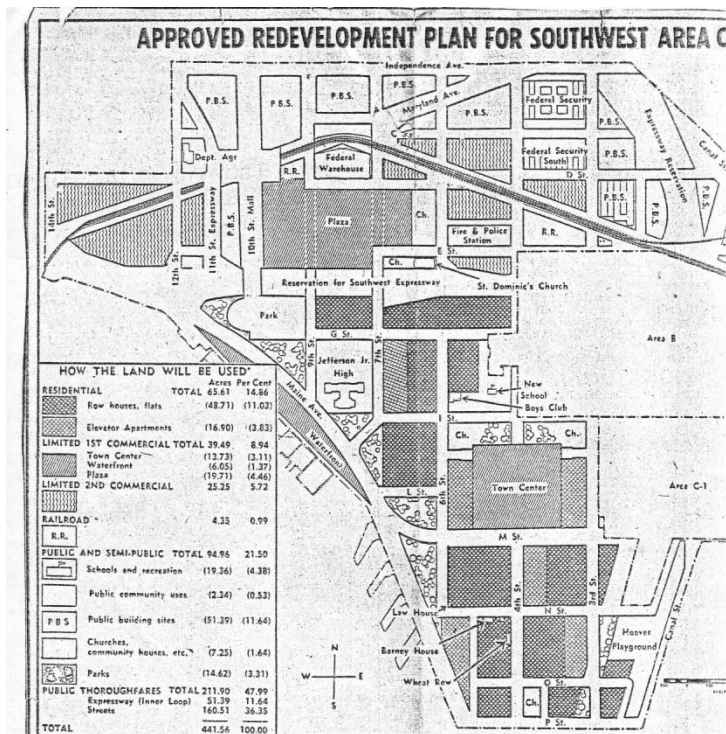 APPROVED REDEVELOPMENT PLAN FOR SOUTHWEST AREA C
Independence Ave.
P.B.S.
P.B.S.
P.B.S.
P.B.S.
Maryland Ave.
P.B.S.
Federal Security
Expressway Reservation
Canal St.
Dept. Agr
R.R.
Federal Warehouse
Federal Security (South)
P.B.S.
D St.
14th St.
12th St.
11th St. Expressway
P.B.S.
10th St. Mall
Plaza
Ch.
Fire & Police Station
R.R.
P.B.S.
P.B.S.
P.B.S.
E St.
Ch.
Reservation for Southwest Expressway
St. Dominic's Church
Park
G St.
9th St.
7th St.
Area B
Jefferson Jr. High
New School
Boys Club
Maine Ave.
Waterfront
I St.
Ch.
Ch.
6th St.
Town Center
Area C-1
L St.
M St.
4th St.
3rd St.
Law House
N St.
Barney House
Wheat Row
Hoover Playground
Canal St.
O St.
Ch.
P St.
N
W E
S
HOW THE LAND WILL BE USED
Acres Per Cent
RESIDENTIAL TOTAL 65.61 14.86
Row houses, flats (48.71) (11.03)
Elevator Apartments (16.90) (3.83)
LIMITED 1ST COMMERCIAL TOTAL 39.49 8.94
Town Center (13.73) (3.11)
Waterfront (6.05) (1.37)
Plaza (19.71) (4.46)
LIMITED 2ND COMMERCIAL 25.25 5.72
RAILROAD 4.35 0.99
R.R.
PUBLIC AND SEMI-PUBLIC TOTAL 94.96 21.50
Schools and recreation (19.36) (4.38)
Public community uses (2.34) (0.53)
P B S Public building sites (51.39) (11.64)
Churches,
community houses, etc. (7.25) (1.64)
Parks (14.62) (3.31)
PUBLIC THOROUGHFARES TOTAL 211.90 47.99
Expressway (Inner Loop) 51.39 11.64
Streets 160.51 36.35
TOTAL 441.56 100.00